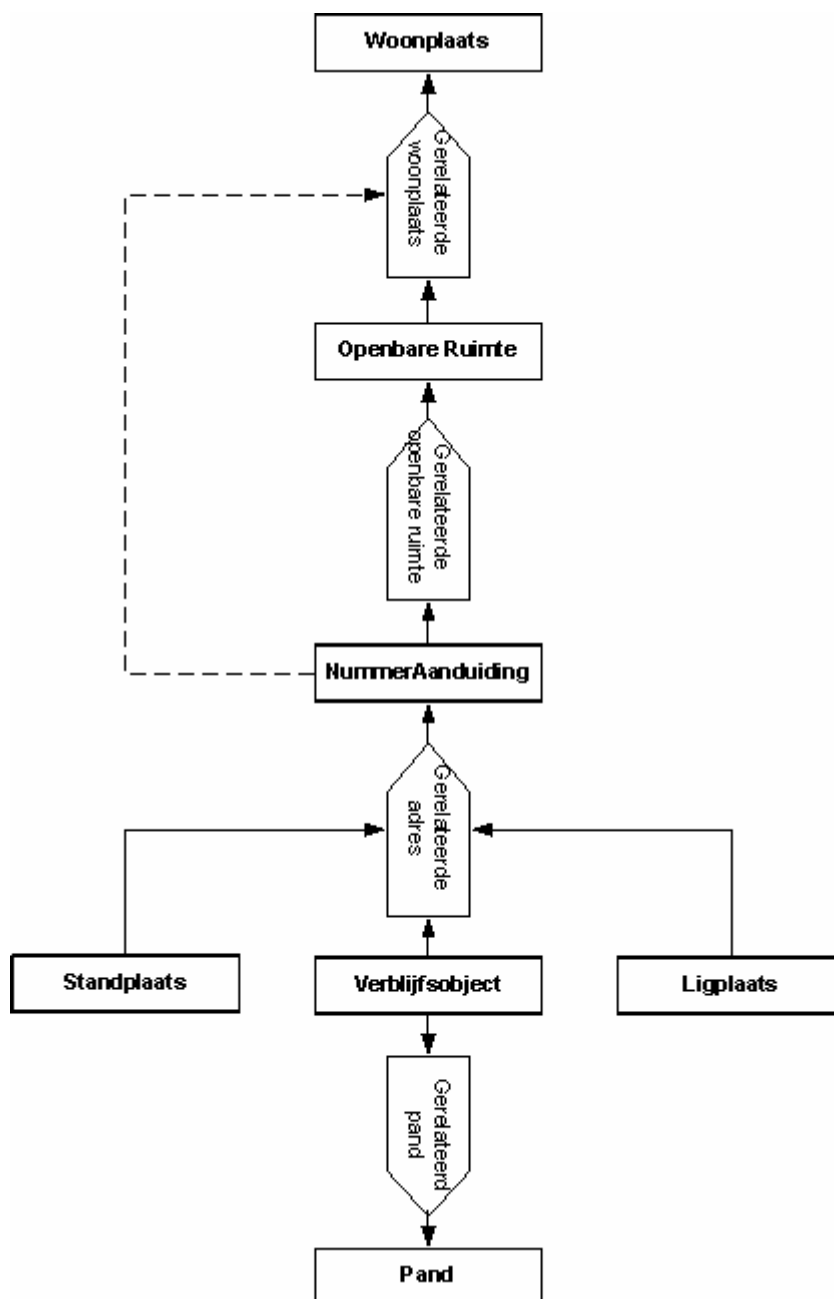 Woonplaats
Gerelateerde
woonplaats
Openbare Ruimte
Gerelateerde
openbare ruimte
NummerAanduiding
Gerelateerde
adres
Standplaats
Verblijfsobject
Ligplaats
Gerelateerd
pand
Pand